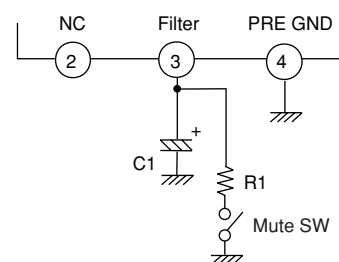 NC
Filter
PRE GND
2
3
4
+
C1
R1
Mute SW